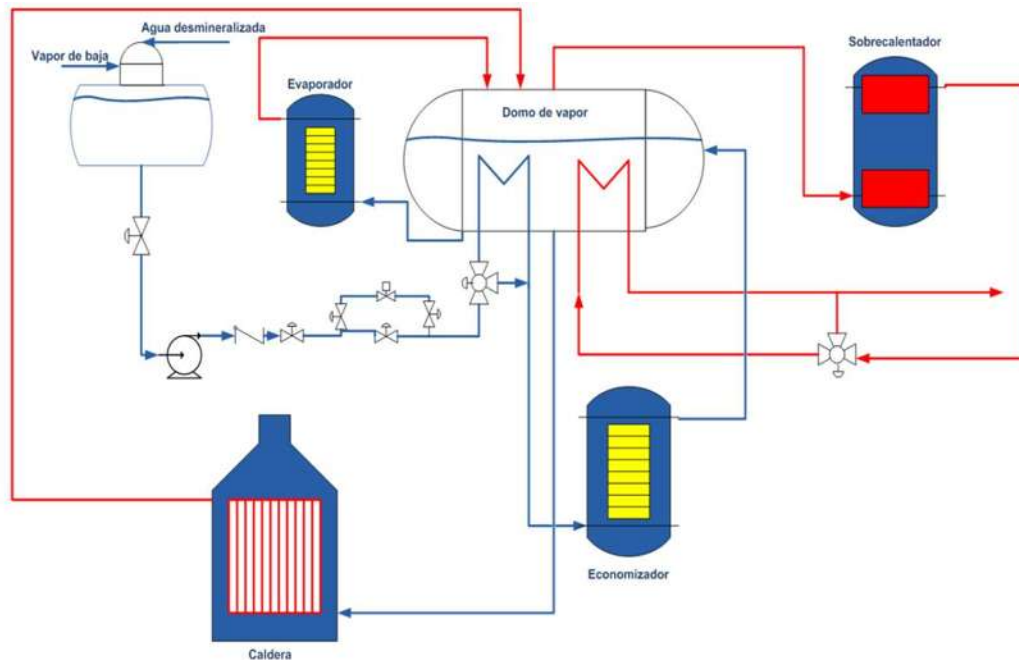 Agua desmineralizada
Vapor de baja
Sobrecalentador
Evaporador
Domo de vapor
Economizador
Caldera